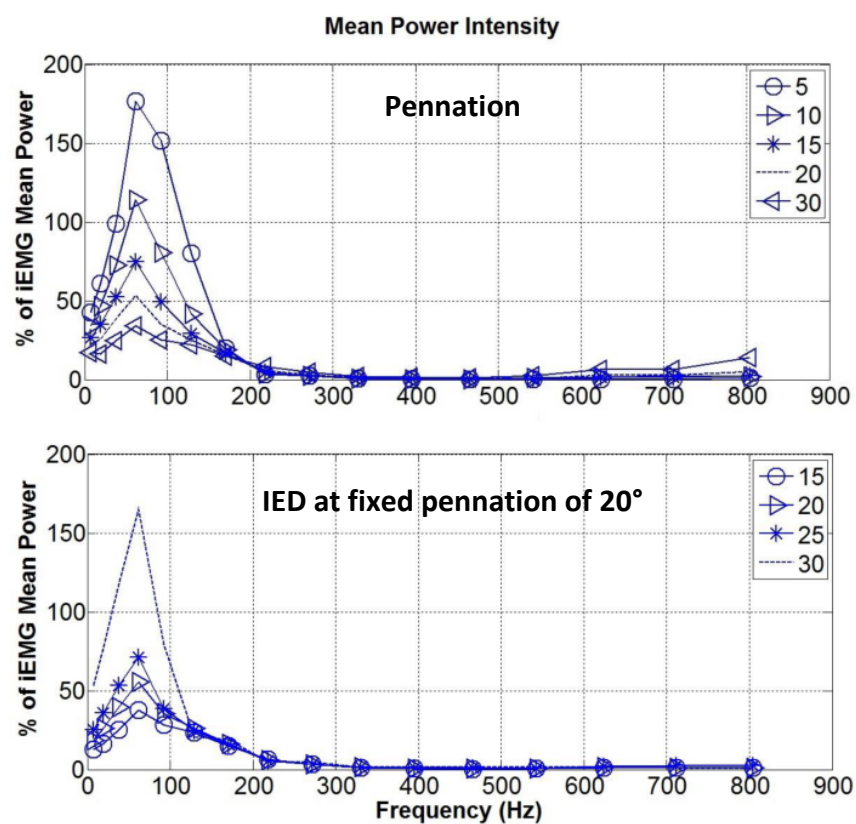 Mean Power Intensity
% of iEMG Mean Power
Pennation
200
150
100
50
0
0 100 200 300 400 500 600 700 800 900
5
10
15
20
30
% of iEMG Mean Power
IED at fixed pennation of 20°
200
150
100
50
0
0 100 200 300 400 500 600 700 800 900
15
20
25
30
Frequency (Hz)